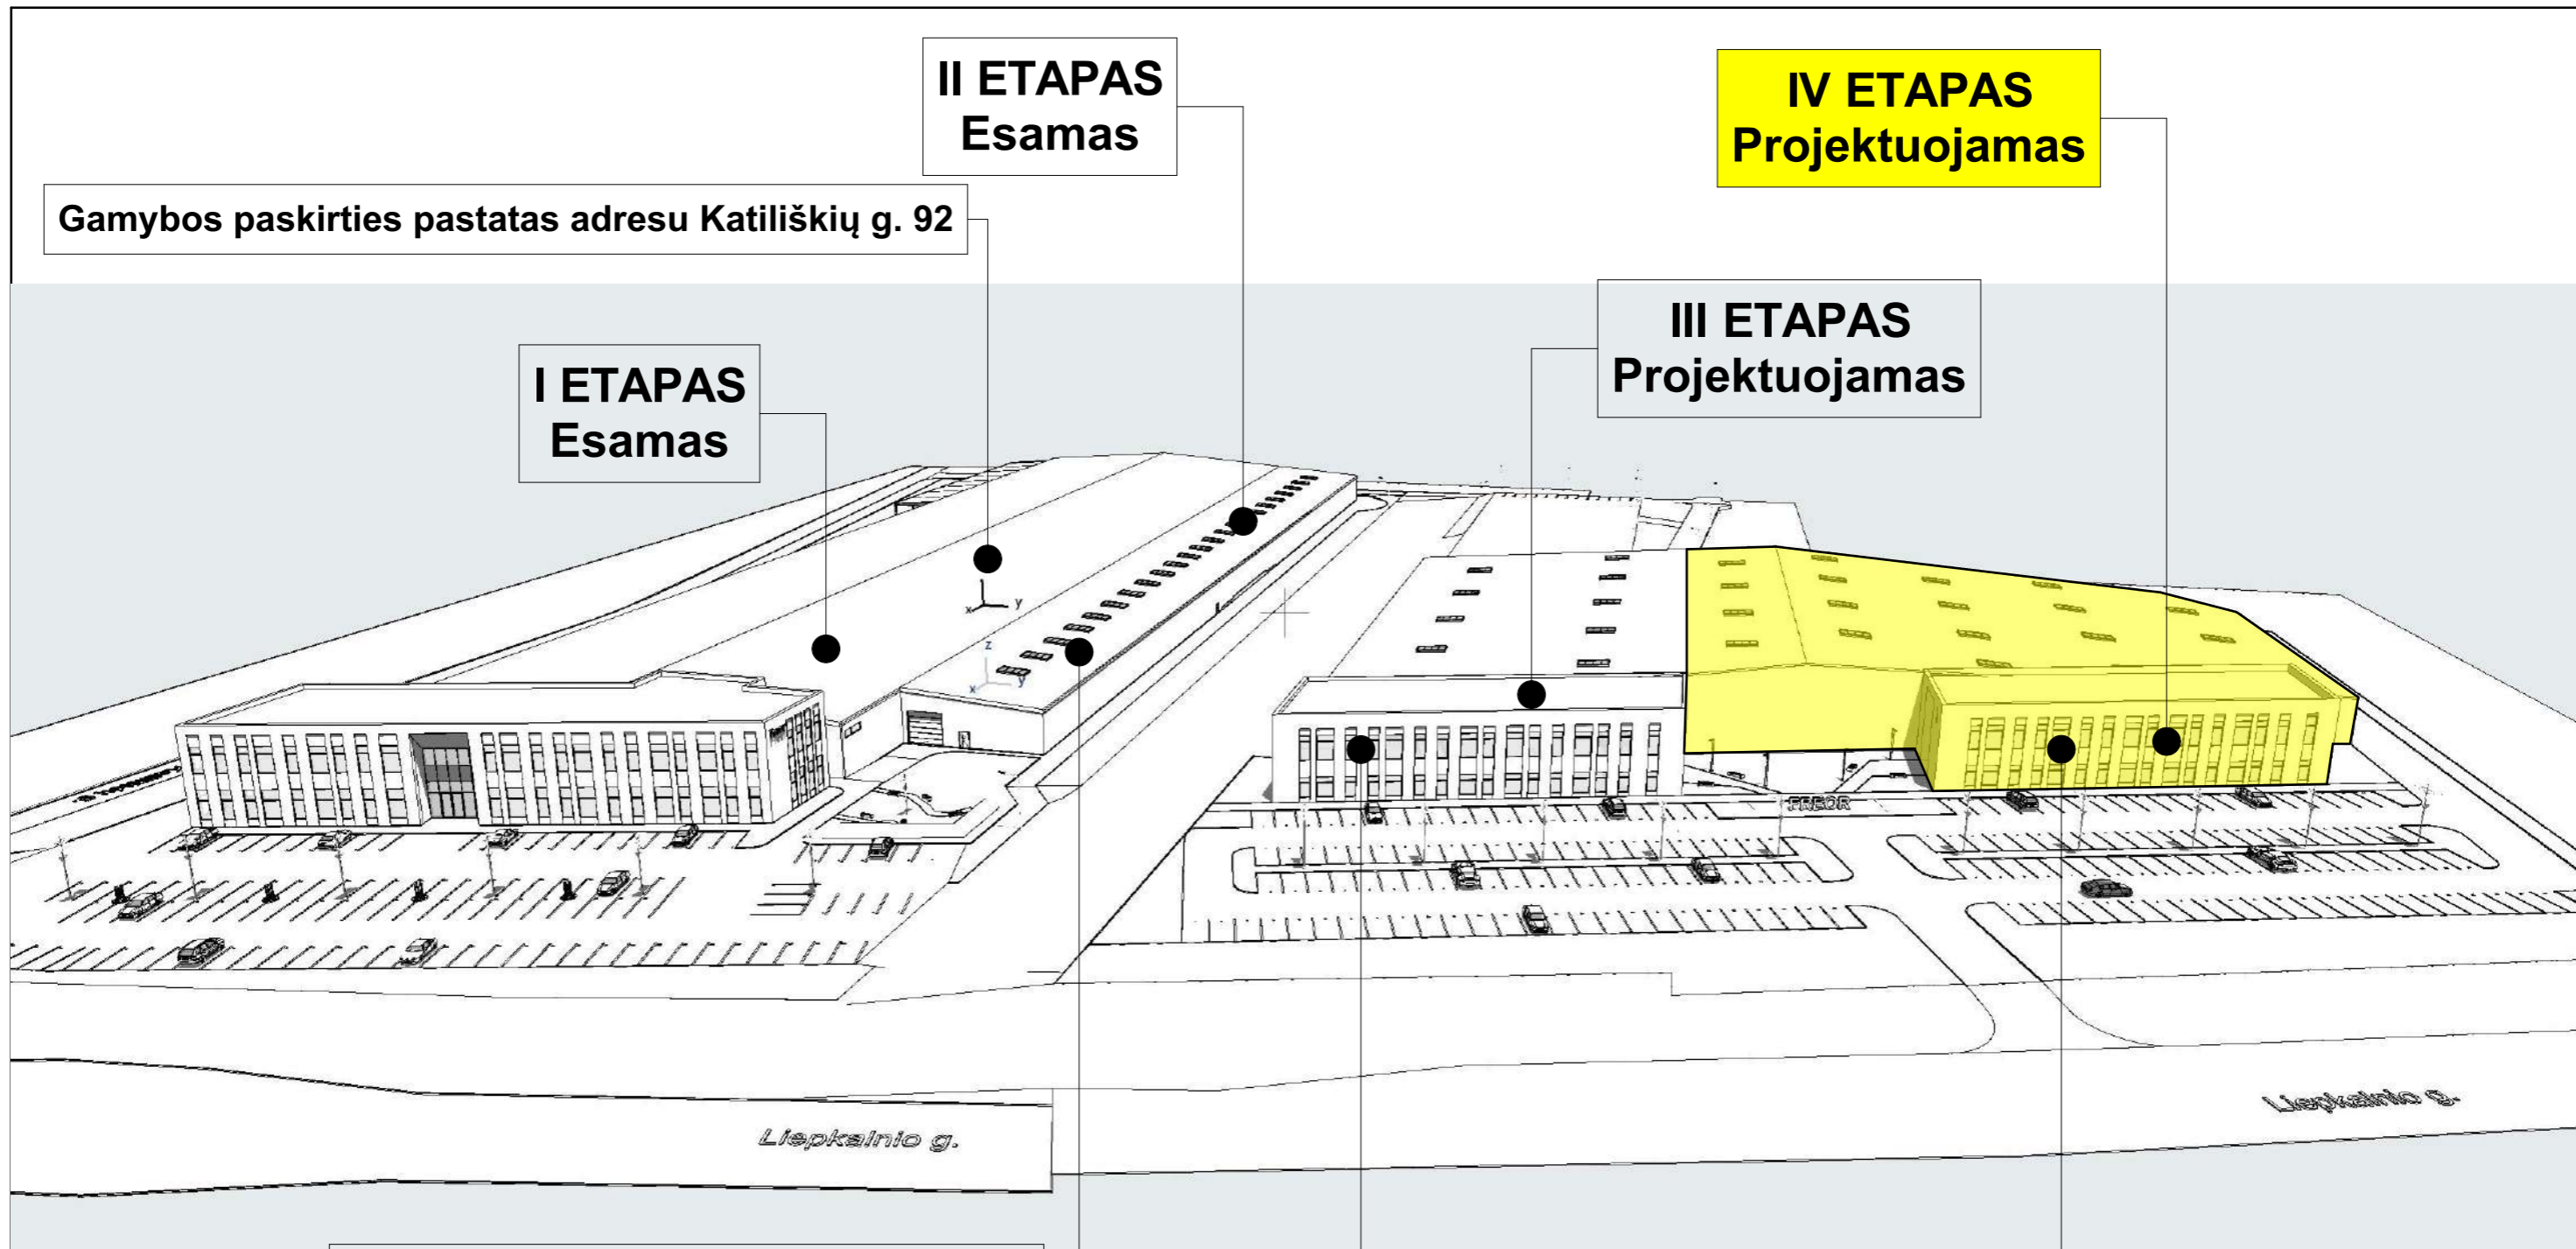 II ETAPAS
Esamas
IV ETAPAS
Projektuojamas
Gamybos paskirties pastatas adresu Katiliškių g. 92
III ETAPAS
Projektuojamas
I ETAPAS
Esamas
x y
z
x y
FREOR
Liepkalnio g.
Liepkalnio g.